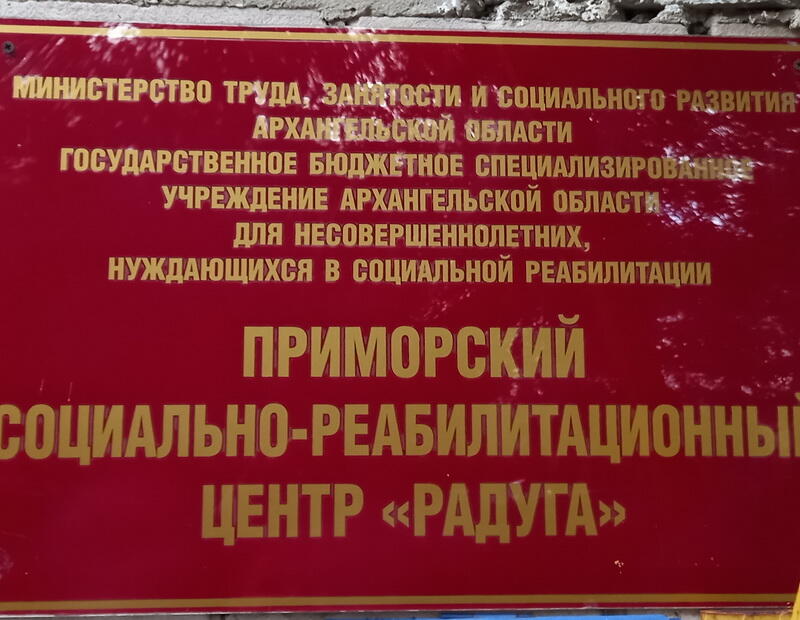 МИНИСТЕРСТВО ТРУДА, ЗАНЯТОСТИ И СОЦИАЛЬНОГО РАЗВИТИЯ
АРХАНГЕЛЬСКОЙ ОБЛАСТИ
ГОСУДАРСТВЕННОЕ БЮДЖЕТНОЕ СПЕЦИАЛИЗИРОВАННОЕ
УЧРЕЖДЕНИЕ АРХАНГЕЛЬСКОЙ ОБЛАСТИ
ДЛЯ НЕСОВЕРШЕННОЛЕТНИХ,
НУЖДАЮЩИХСЯ В СОЦИАЛЬНОЙ РЕАБИЛИТАЦИИ
ПРИМОРСКИЙ
СОЦИАЛЬНО-РЕАБИЛИТАЦИОННЫЙ
ЦЕНТР «РАДУГА»